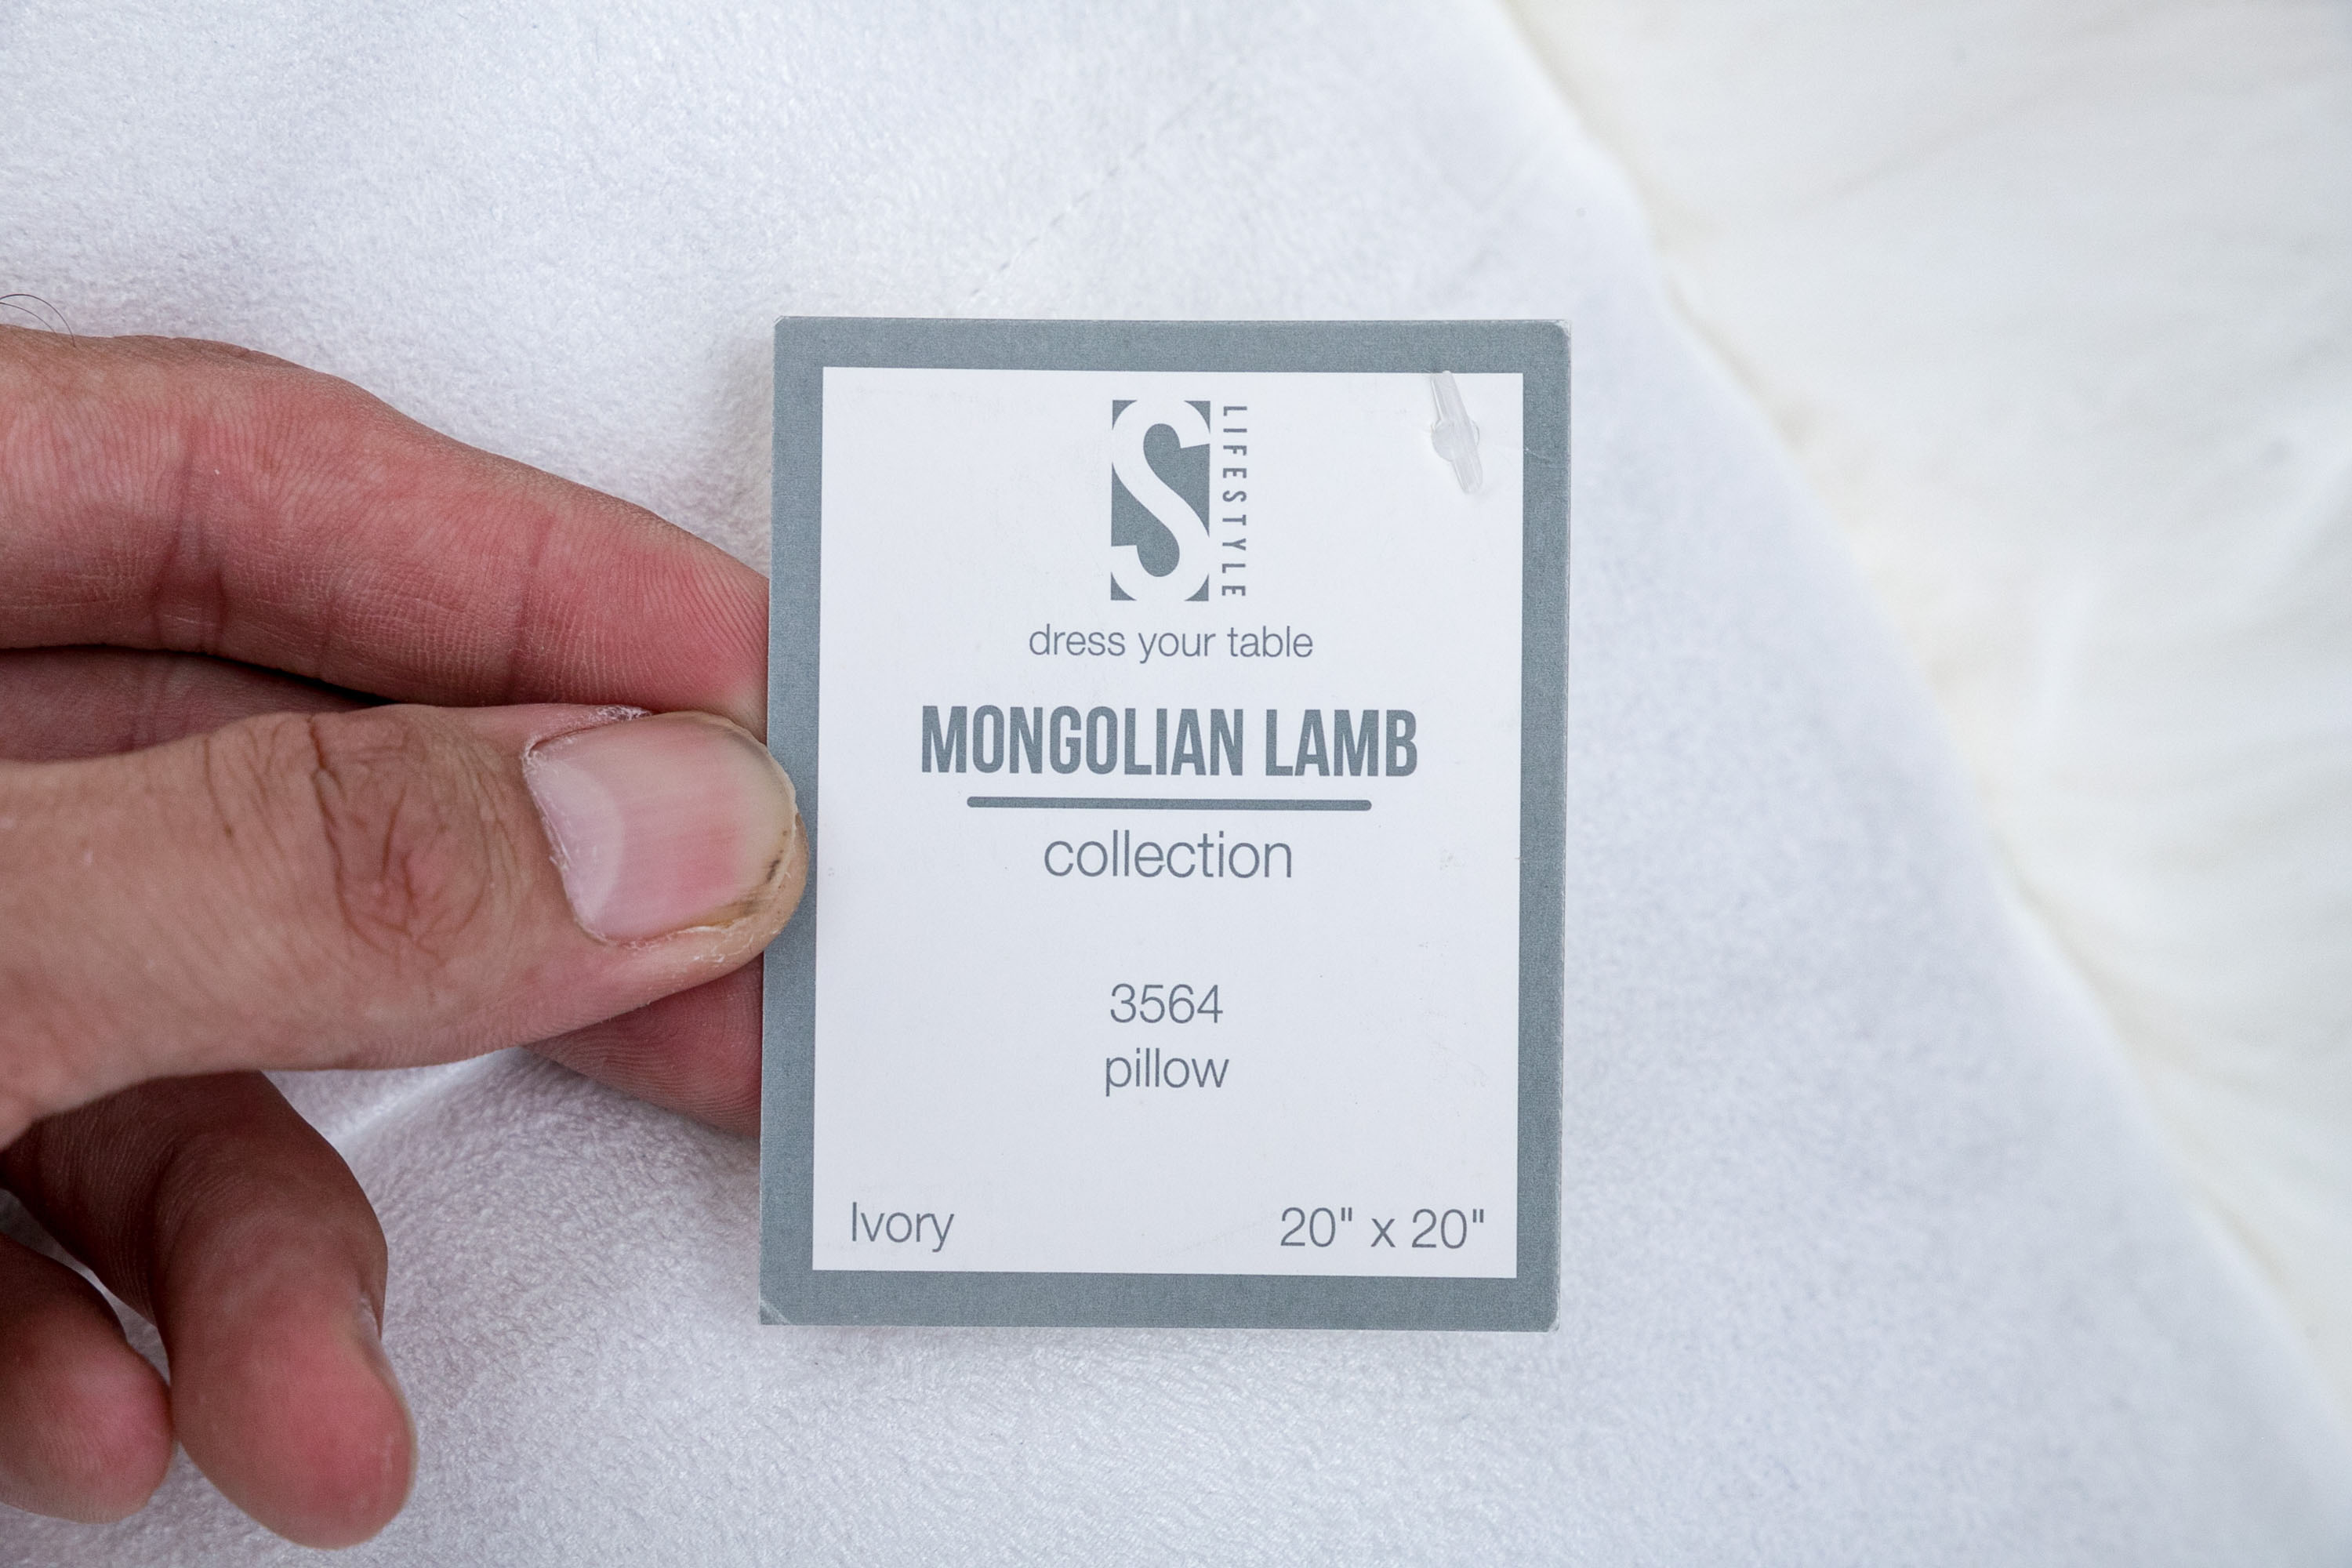 S
LIFESTYLE
dress your table
MONGOLIAN LAMB
collection
3564
pillow
Ivory
20" x 20"